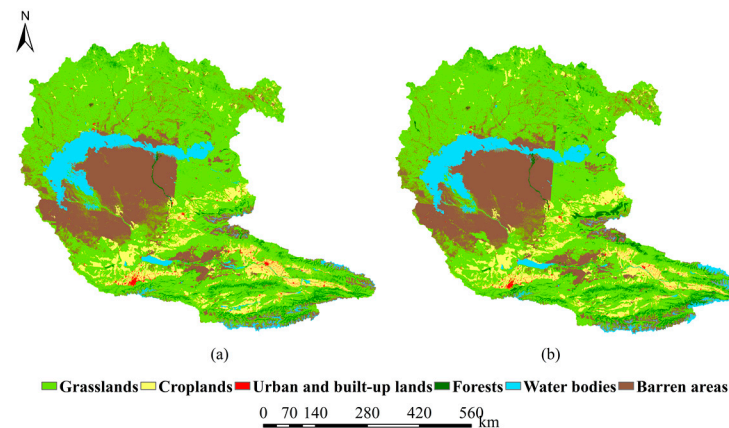 N
(a) (b)
Grasslands Croplands Urban and built-up lands Forests Water bodies Barren areas
0 70 140 280 420 560 km